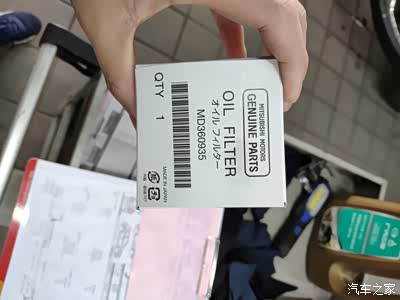 MITSUBISHI MOTORS
GENUINE PARTS
OIL FILTER
オイル フィルター
MD360935
QTY 1
MADE IN JAPAN
汽车之家